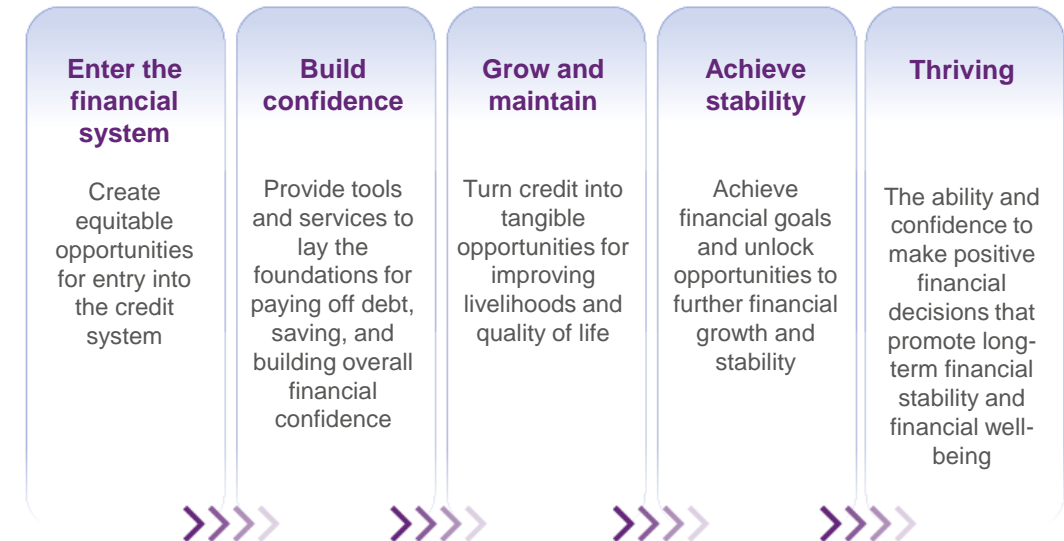 Enter the
financial
system
Create
equitable
opportunities
for entry into
the credit
system
Build
confidence
Provide tools
and services to
lay the
foundations for
paying off debt,
saving, and
building overall
financial
confidence
Grow and
maintain
Turn credit into
tangible
opportunities for
improving
livelihoods and
quality of life
Achieve
stability
Achieve
financial goals
and unlock
opportunities to
further financial
growth and
stability
Thriving
The ability and
confidence to
make positive
financial
decisions that
promote long-
term financial
stability and
financial well-
being